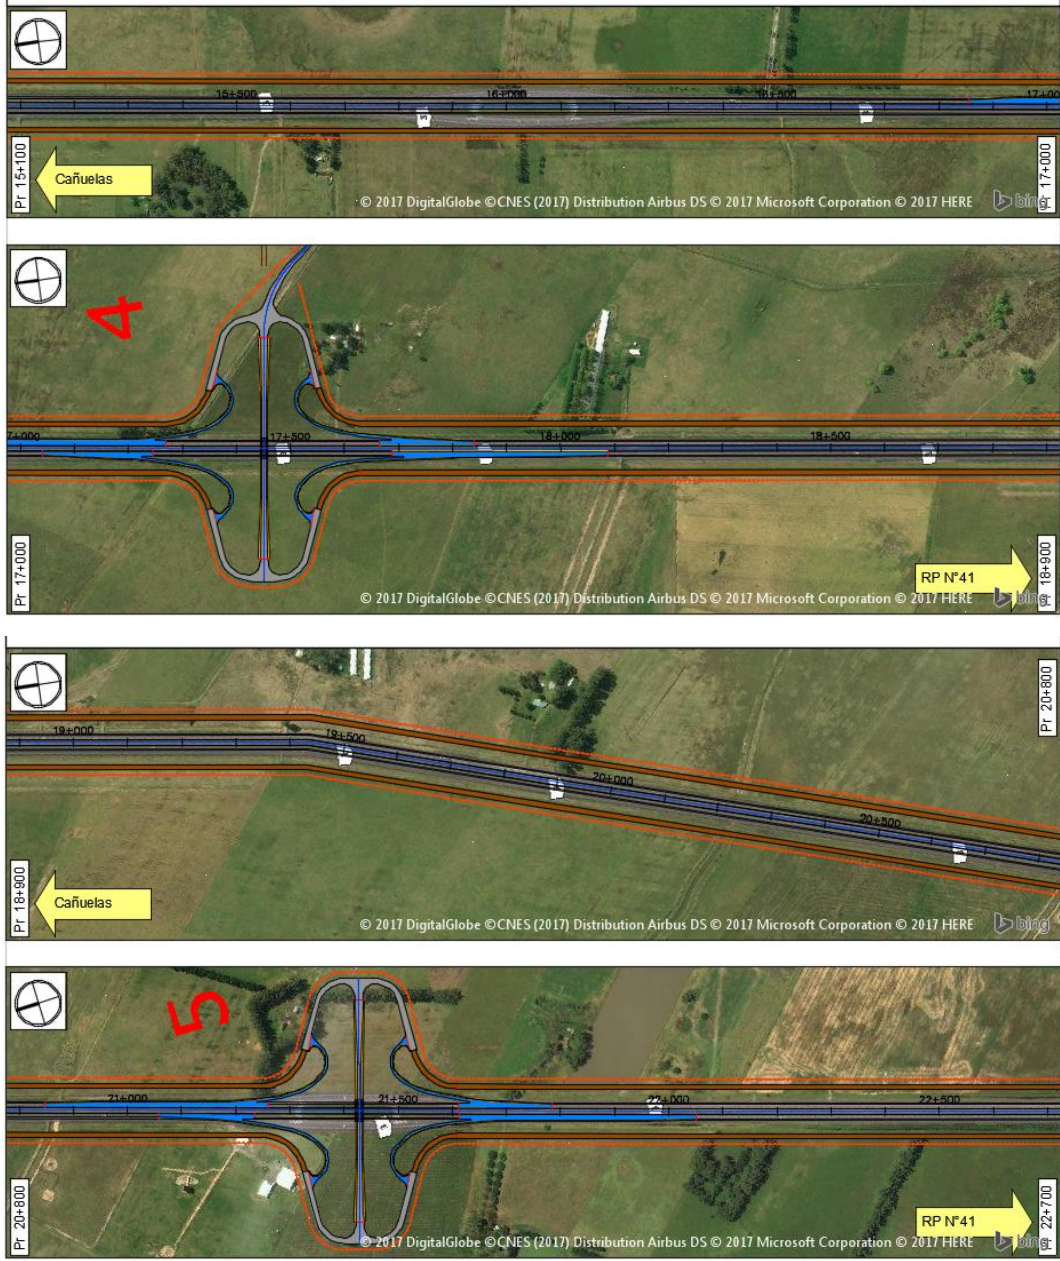 15+500
16+000
16+500
17+00
Pr 15+100
Cañuelas
17+000
© 2017 DigitalGlobe ©CNES (2017) Distribution Airbus DS © 2017 Microsoft Corporation © 2017 HERE
bing
4
7+000
17+500
18+000
18+500
Pr 17+000
RP N°41
18+900
© 2017 DigitalGlobe ©CNES (2017) Distribution Airbus DS © 2017 Microsoft Corporation © 2017 HERE
bing
Pr 20+800
19+000
19+500
20+000
20+500
Pr 18+900
Cañuelas
© 2017 DigitalGlobe ©CNES (2017) Distribution Airbus DS © 2017 Microsoft Corporation © 2017 HERE
bing
5
21+000
21+500
22+000
22+500
Pr 20+800
RP N°41
22+700
© 2017 DigitalGlobe ©CNES (2017) Distribution Airbus DS © 2017 Microsoft Corporation © 2017 HERE
bing